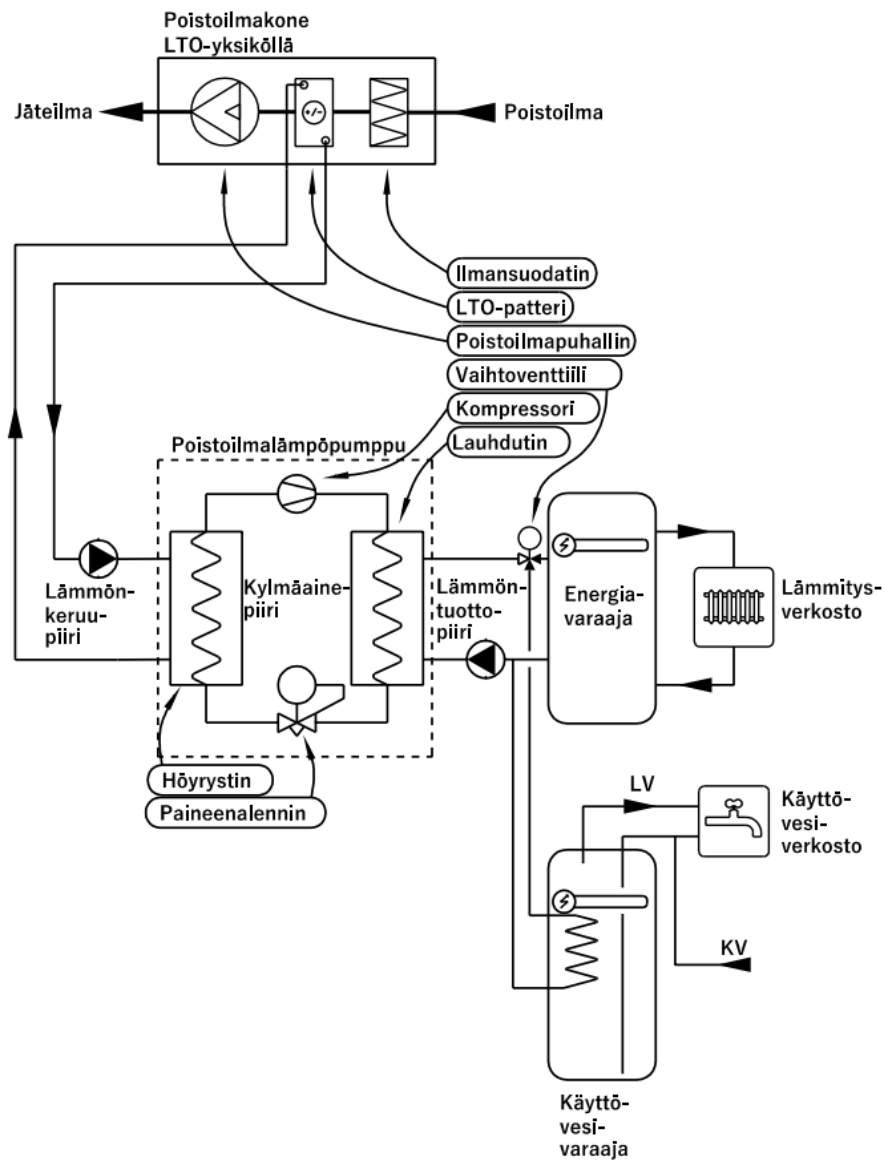 Poistoilmakone
LTO-yksiköllä
Jäteilma
+/-
Poistoilma
Ilmansuodatin
LTO-patteri
Poistoilmapuhallin
Vaihtoventtiili
Kompressori
Lauhdutin
Poistoilmalämpöpumppu
Lämmön-
keruu-
piiri
Kylmäaine-
piiri
Lämmön-
tuotto-
piiri
Energia-
varaaja
Lämmitys-
verkosto
Höyrystin
Paineenalennin
LV
Käyttö-
vesi-
verkosto
KV
Käyttö-
vesi-
varaaja